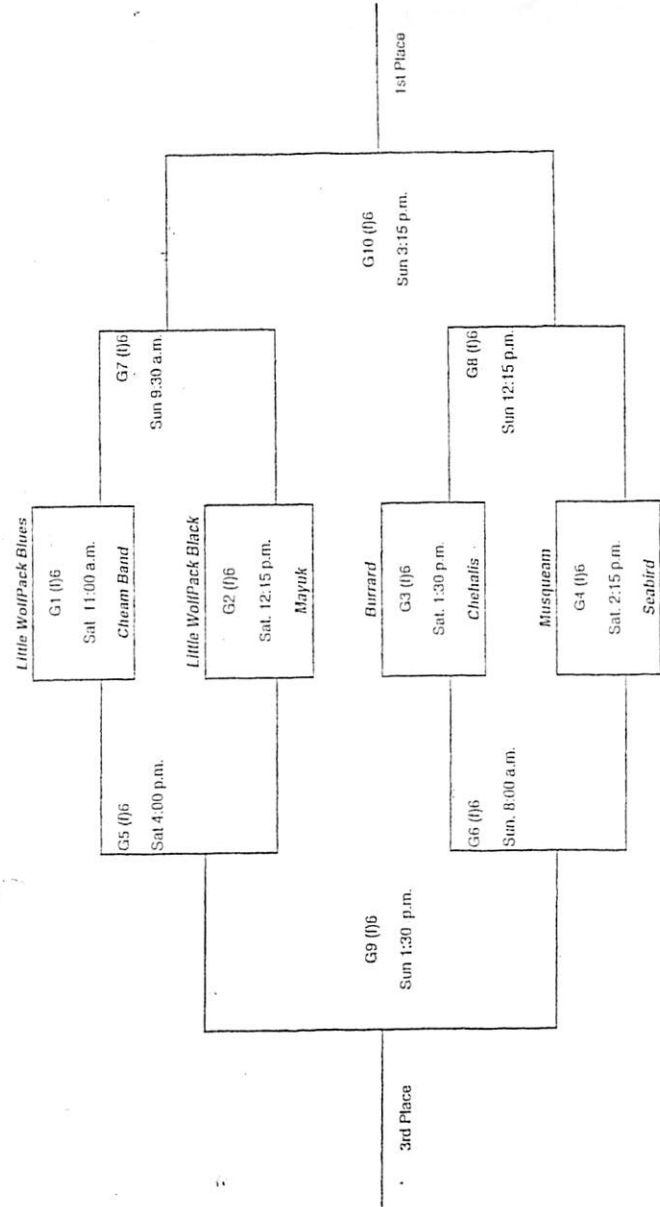 Little WolfPack Blues
G1 (f)6
Sat 11:00 a.m.
Cheam Band
G5 (f)6
Sat 4:00 p.m.
G7 (f)6
Sun 9:30 a.m.
Little WolfPack Black
G2 (f)6
Sat. 12:15 p.m.
Mayuk
G9 (f)6
Sun 1:30 p.m.
3rd Place
G10 (f)6
Sun 3:15 p.m.
1st Place
Burrard
G3 (f)6
Sat. 1:30 p.m.
Chehalis
G6 (f)6
Sun. 8:00 a.m.
G8 (f)6
Sun 12:15 p.m.
Musqueam
G4 (f)6
Sat. 2:15 p.m.
Seabird